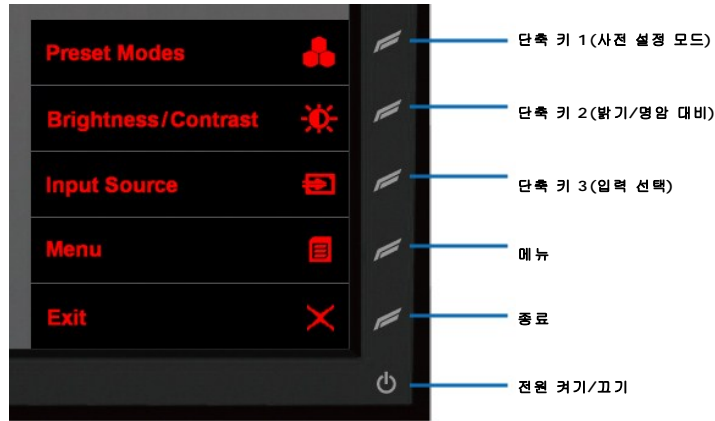 Preset Modes
단축 키 1(사전 설정 모드)
Brightness/Contrast
단축 키 2(밝기/명암 대비)
Input Source
단축 키 3(입력 선택)
Menu
메뉴
Exit
종료
전원 켜기/끄기